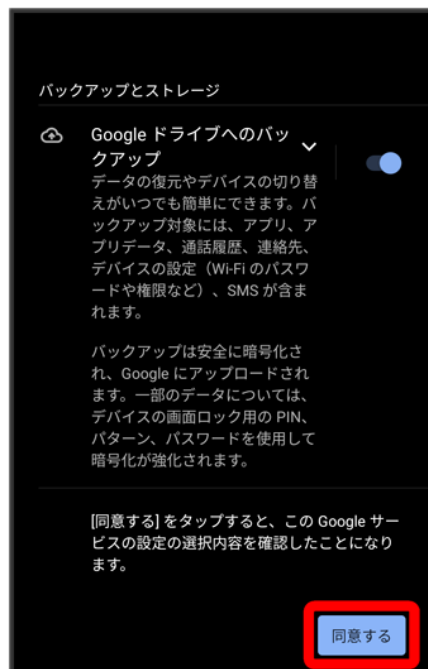 バックアップとストレージ
Google ドライブへのバッ
クアップ
データの復元やデバイスの切り替
えがいつでも簡単にできます。バ
ックアップ対象には、アプリ、ア
プリデータ、通話履歴、連絡先、
デバイスの設定（Wi-Fi のパスワ
ードや権限など）、SMS が含ま
れます。
バックアップは安全に暗号化さ
れ、Google にアップロードされ
ます。一部のデータについては、
デバイスの画面ロック用の PIN、
パターン、パスワードを使用して
暗号化が強化されます。
[同意する] をタップすると、この Google サー
ビスの設定の選択内容を確認したことになり
ます。
同意する